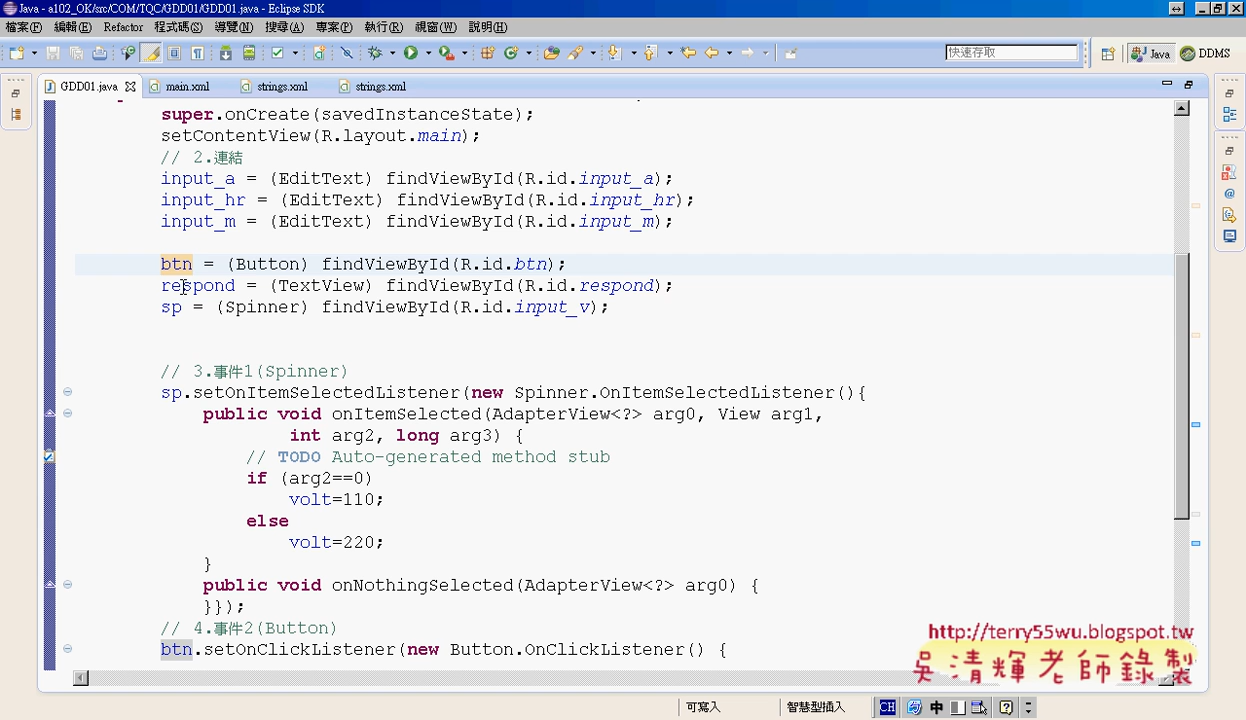 Java - a102_OK/src/COM/TQC/GDD01/GDD01.java - Eclipse SDK
檔案(F) 編輯(E) Refactor 程式碼(S) 導覽(N) 搜尋(A) 專案(P) 執行(R) 視窗(W) 說明(H)
快速存取 Java DDMS
GDD01.java main.xml strings.xml strings.xml
super.onCreate(savedInstanceState);
setContentView(R.layout.main);
// 2.連結
input_a = (EditText) findViewById(R.id.input_a);
input_hr = (EditText) findViewById(R.id.input_hr);
input_m = (EditText) findViewById(R.id.input_m);
btn = (Button) findViewById(R.id.btn);
respond = (TextView) findViewById(R.id.respond);
sp = (Spinner) findViewById(R.id.input_v);
// 3.事件1(Spinner)
sp.setOnItemSelectedListener(new Spinner.OnItemSelectedListener(){
public void onItemSelected(AdapterView<?> arg0, View arg1,
int arg2, long arg3) {
// TODO Auto-generated method stub
if (arg2==0)
volt=110;
else
volt=220;
}
public void onNothingSelected(AdapterView<?> arg0) {
}});
// 4.事件2(Button)
btn.setOnClickListener(new Button.OnClickListener() {
http://terry55wu.blogspot.tw
吳清輝老師錄製
可寫入 智慧型插入 CH 中